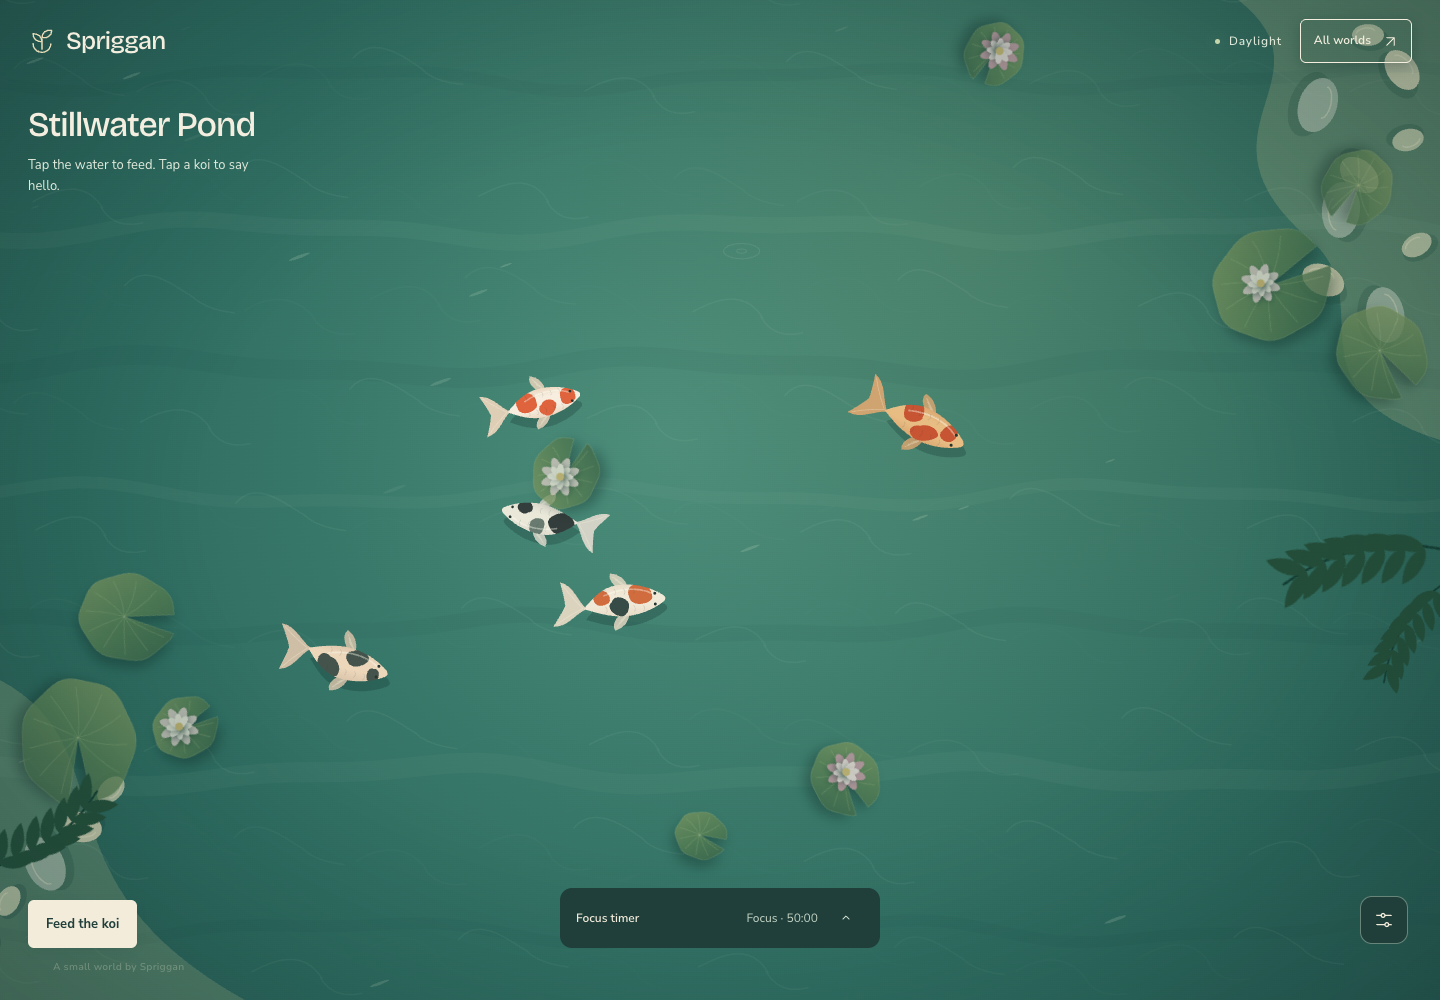 Spriggan
Daylight
All worlds
Stillwater Pond
Tap the water to feed. Tap a koi to say
hello.
Focus timer
Focus · 50:00
Feed the koi
A small world by Spriggan